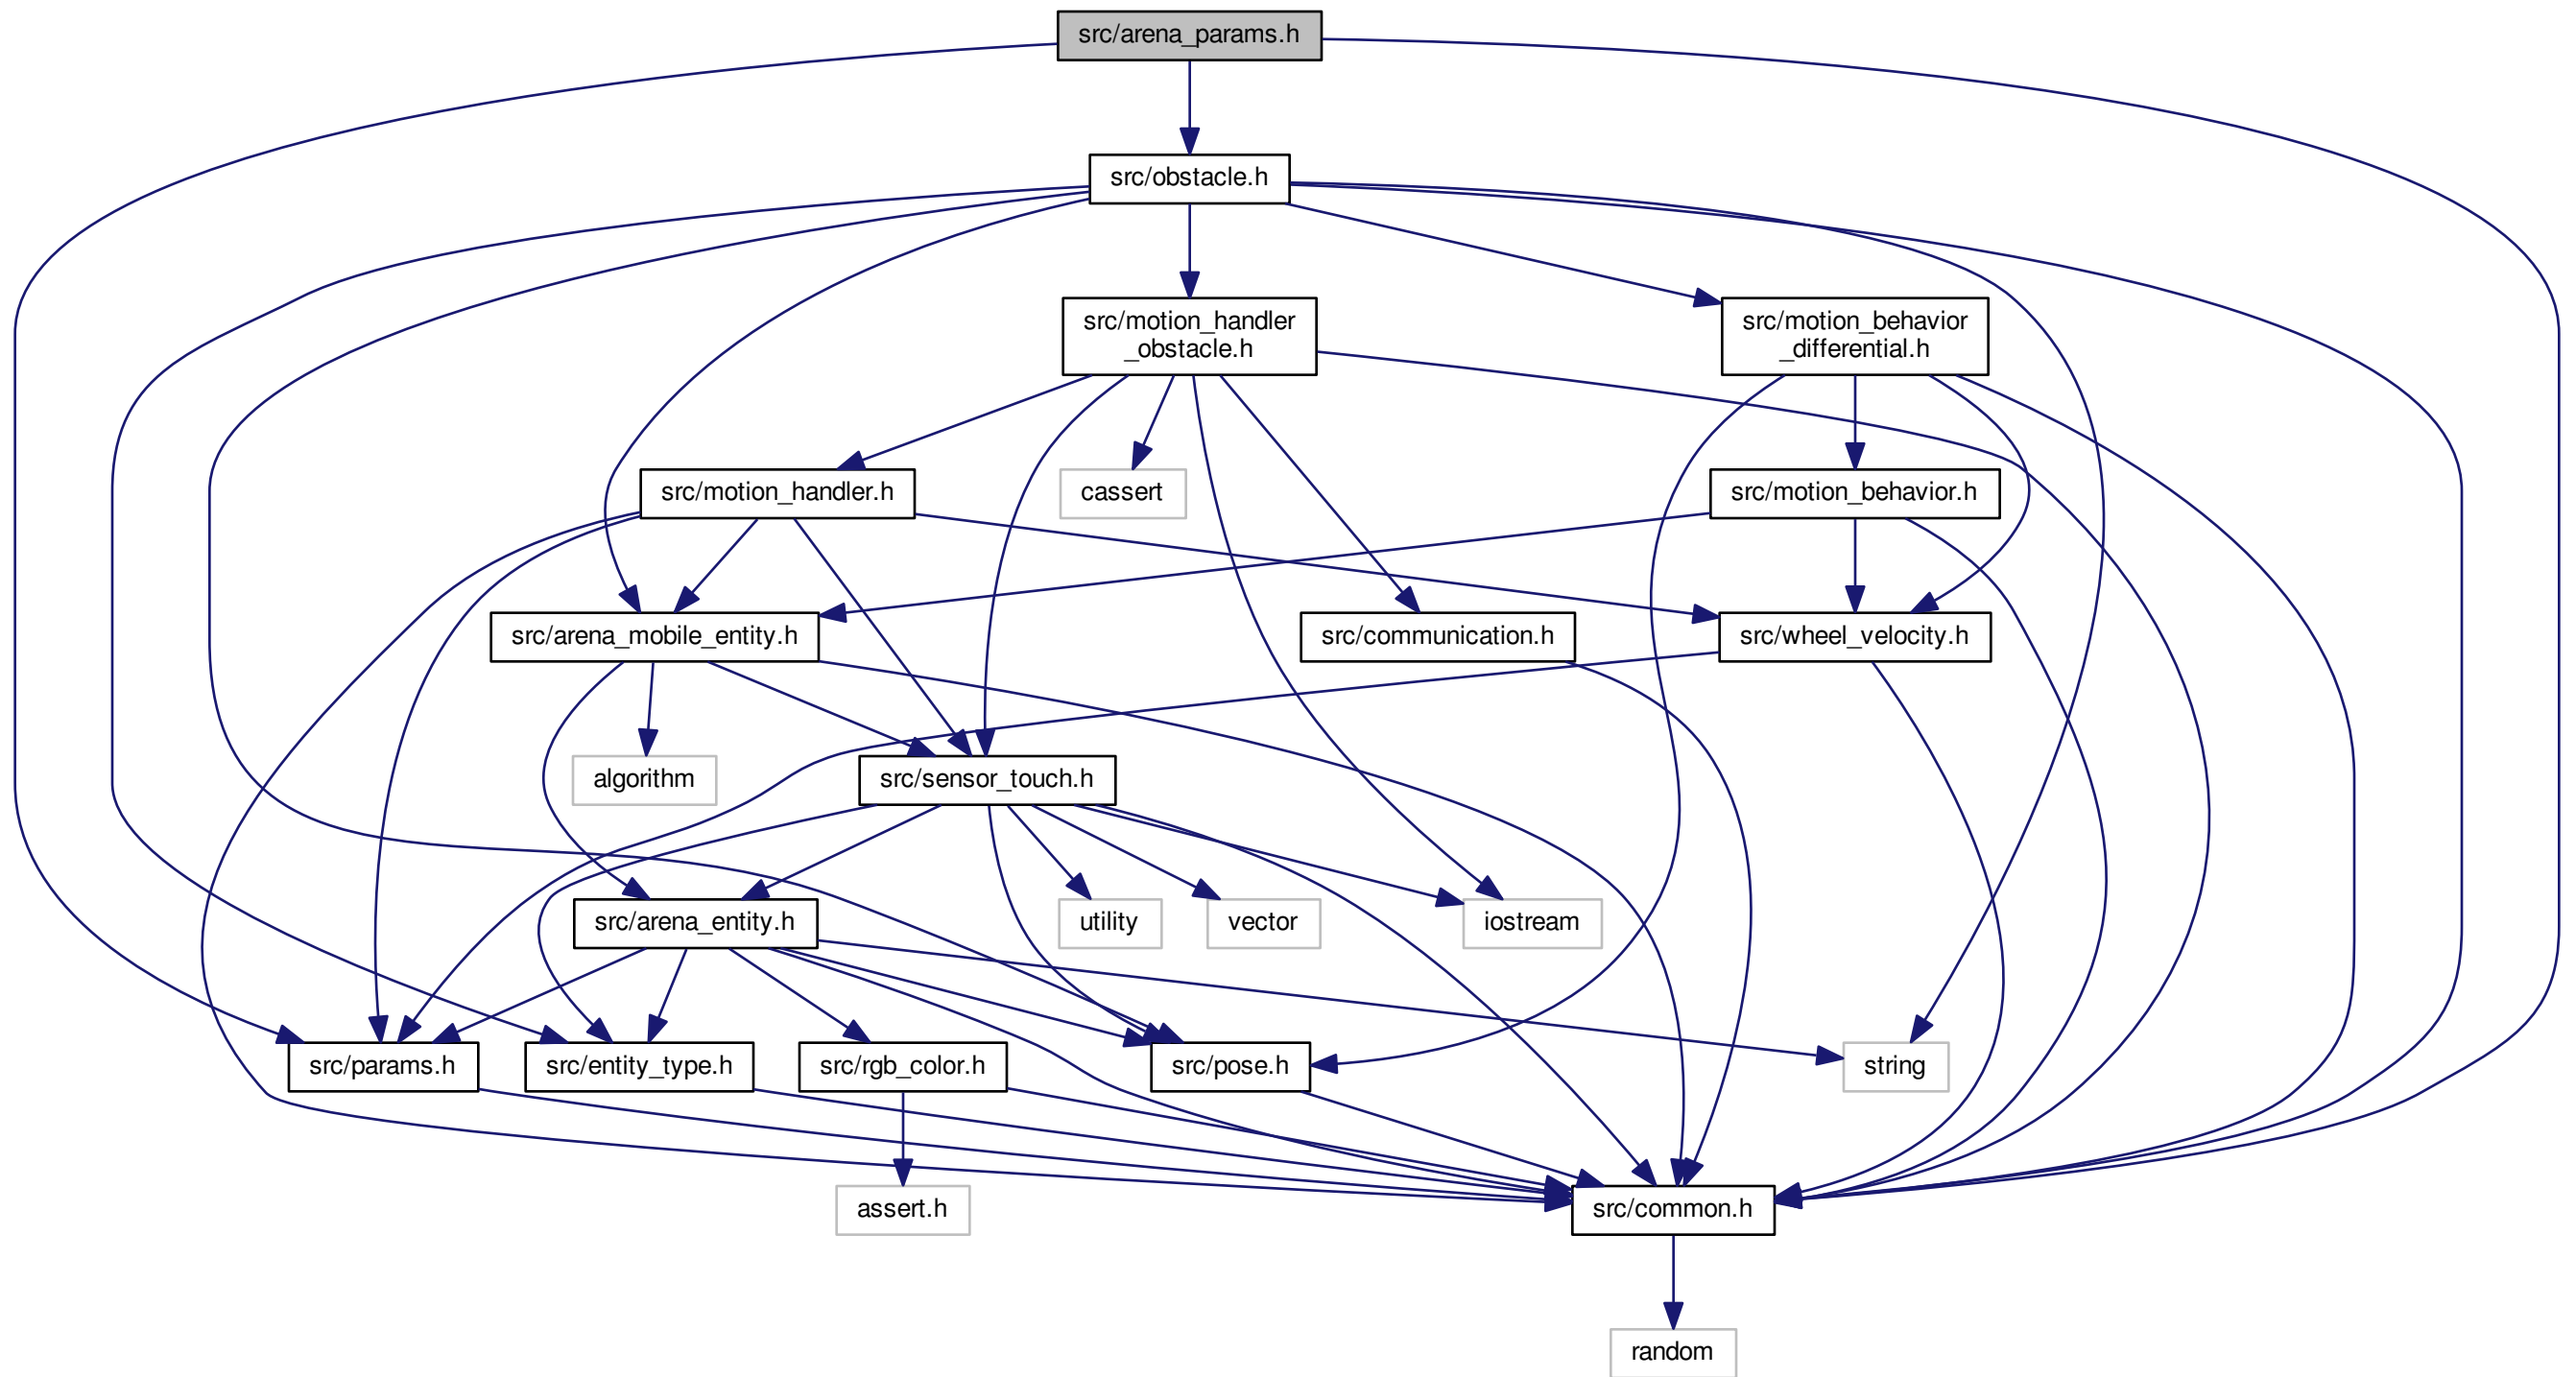 src/arena_params.h
src/obstacle.h
src/motion_handler
_obstacle.h
src/motion_behavior
_differential.h
src/motion_handler.h
cassert
src/motion_behavior.h
src/arena_mobile_entity.h
src/communication.h
src/wheel_velocity.h
algorithm
src/sensor_touch.h
src/arena_entity.h
utility
vector
iostream
src/params.h
src/entity_type.h
src/rgb_color.h
src/pose.h
string
assert.h
src/common.h
random